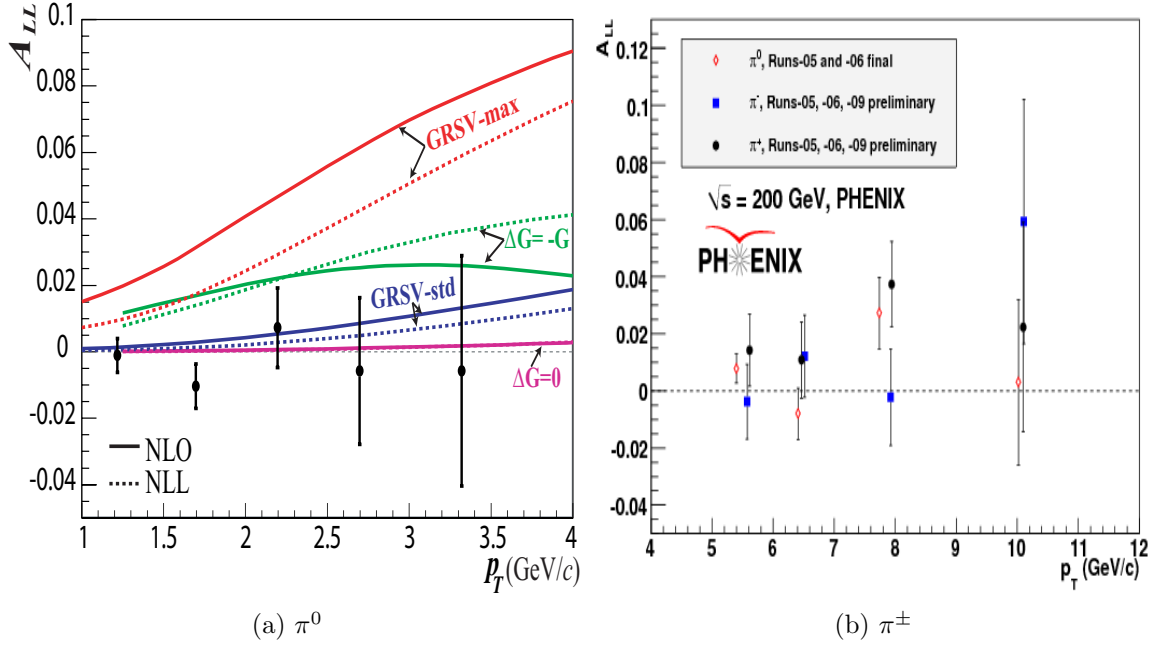 A_LL
0.1
0.08
0.06
0.04
0.02
0
-0.02
-0.04
GRSV-max
ΔG= -G
GRSV-std
ΔG=0
NLO
NLL
1 1.5 2 2.5 3 3.5 4
p_T (GeV/c)
(a) π^0
A_LL
0.12
0.1
0.08
0.06
0.04
0.02
0
-0.02
-0.04
π^0, Runs-05 and -06 final
π^-, Runs-05, -06, -09 preliminary
π^+, Runs-05, -06, -09 preliminary
√s = 200 GeV, PHENIX
PHENIX
4 5 6 7 8 9 10 11 12
p_T (GeV/c)
(b) π^±